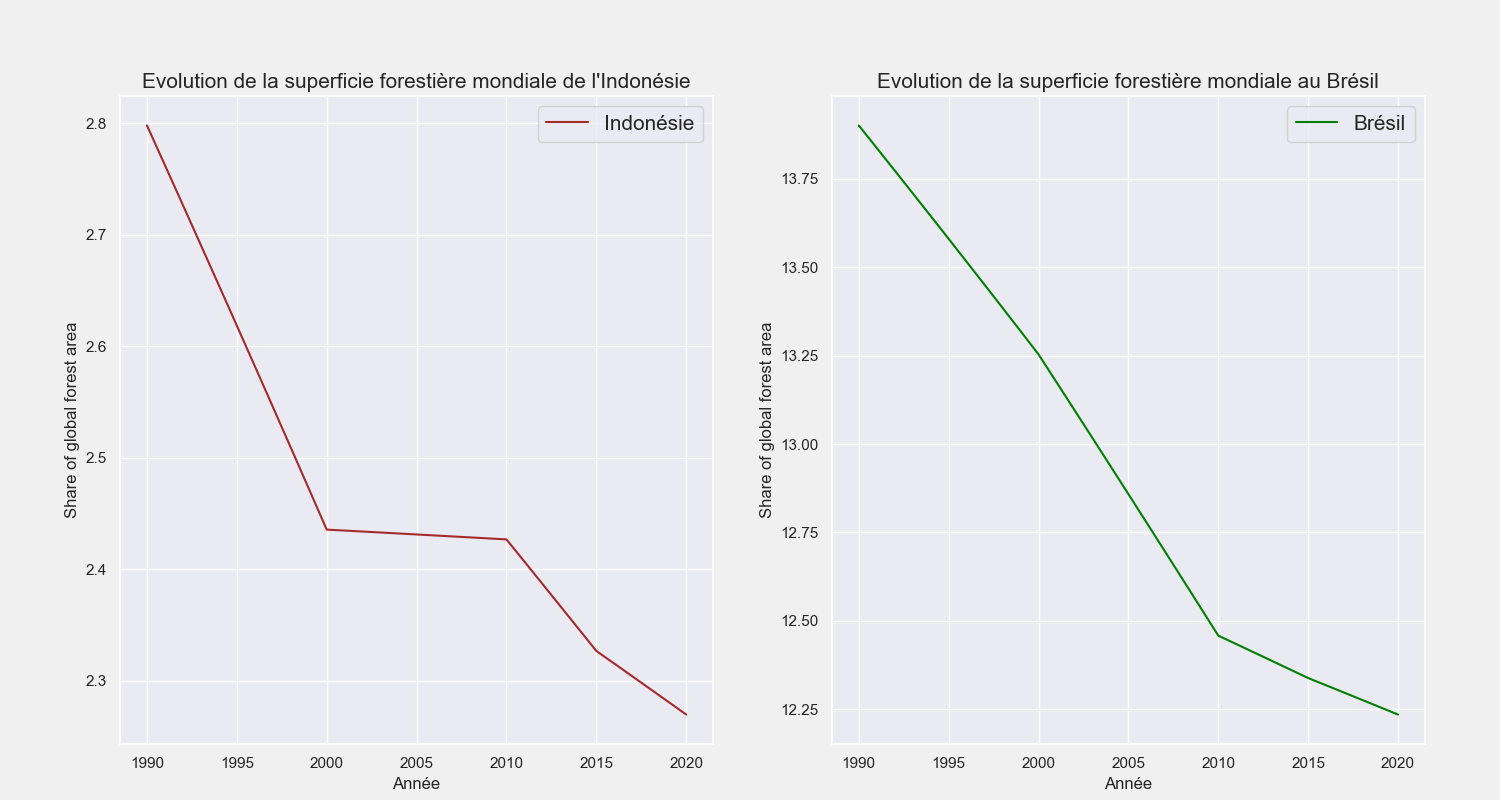 Evolution de la superficie forestière mondiale de l'Indonésie
Indonésie
2.8
2.7
2.6
2.5
2.4
2.3
Share of global forest area
1990 1995 2000 2005 2010 2015 2020
Année
Evolution de la superficie forestière mondiale au Brésil
Brésil
13.75
13.50
13.25
13.00
12.75
12.50
12.25
Share of global forest area
1990 1995 2000 2005 2010 2015 2020
Année